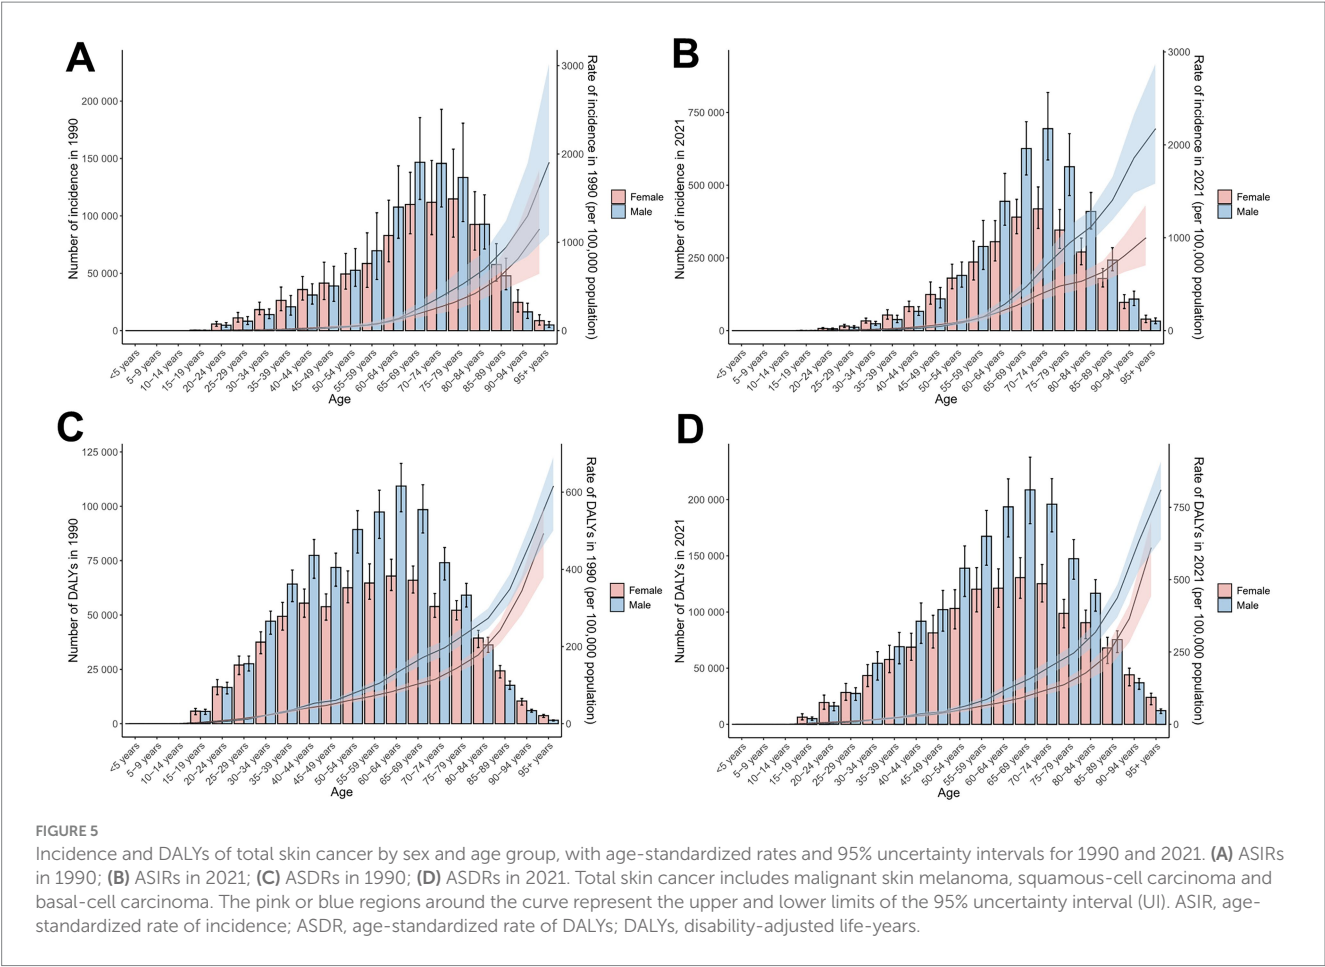 A
Number of incidence in 1990
200 000
150 000
100 000
50 000
0
3000
2000
1000
0
Rate of incidence in 1990 (per 100,000 population)
<5 years
5–9 years
10–14 years
15–19 years
20–24 years
25–29 years
30–34 years
35–39 years
40–44 years
45–49 years
50–54 years
55–59 years
60–64 years
65–69 years
70–74 years
75–79 years
80–84 years
85–89 years
90–94 years
95+ years
Age
Female
Male
B
Number of incidence in 2021
750 000
500 000
250 000
0
3000
2000
1000
0
Rate of incidence in 2021 (per 100,000 population)
<5 years
5–9 years
10–14 years
15–19 years
20–24 years
25–29 years
30–34 years
35–39 years
40–44 years
45–49 years
50–54 years
55–59 years
60–64 years
65–69 years
70–74 years
75–79 years
80–84 years
85–89 years
90–94 years
95+ years
Age
Female
Male
C
Number of DALYs in 1990
125 000
100 000
75 000
50 000
25 000
0
600
400
200
0
Rate of DALYs in 1990 (per 100,000 population)
<5 years
5–9 years
10–14 years
15–19 years
20–24 years
25–29 years
30–34 years
35–39 years
40–44 years
45–49 years
50–54 years
55–59 years
60–64 years
65–69 years
70–74 years
75–79 years
80–84 years
85–89 years
90–94 years
95+ years
Age
Female
Male
D
Number of DALYs in 2021
200 000
150 000
100 000
50 000
0
750
500
250
0
Rate of DALYs in 2021 (per 100,000 population)
<5 years
5–9 years
10–14 years
15–19 years
20–24 years
25–29 years
30–34 years
35–39 years
40–44 years
45–49 years
50–54 years
55–59 years
60–64 years
65–69 years
70–74 years
75–79 years
80–84 years
85–89 years
90–94 years
95+ years
Age
Female
Male
FIGURE 5
Incidence and DALYs of total skin cancer by sex and age group, with age-standardized rates and 95% uncertainty intervals for 1990 and 2021. (A) ASIRs
in 1990; (B) ASIRs in 2021; (C) ASDRs in 1990; (D) ASDRs in 2021. Total skin cancer includes malignant skin melanoma, squamous-cell carcinoma and
basal-cell carcinoma. The pink or blue regions around the curve represent the upper and lower limits of the 95% uncertainty interval (UI). ASIR, age-
standardized rate of incidence; ASDR, age-standardized rate of DALYs; DALYs, disability-adjusted life-years.